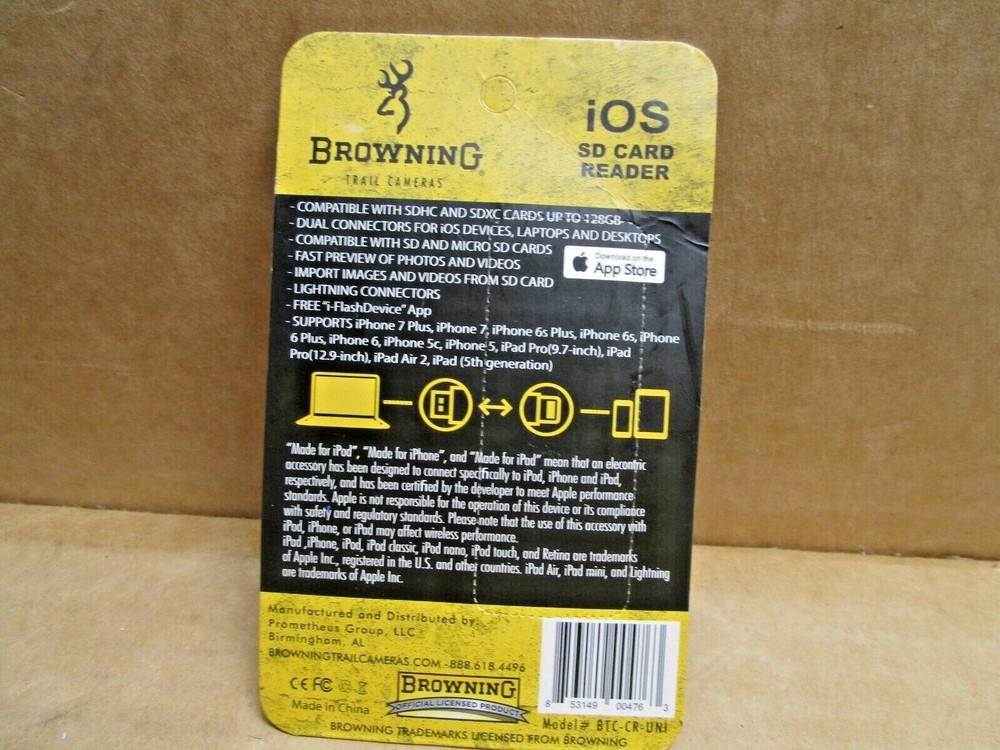 BROWNING
TRAIL CAMERAS
iOS
SD CARD
READER
- COMPATIBLE WITH SDHC AND SDXC CARDS UP TO 128GB
- DUAL CONNECTORS FOR iOS DEVICES, LAPTOPS AND DESKTOPS
- COMPATIBLE WITH SD AND MICRO SD CARDS
- FAST PREVIEW OF PHOTOS AND VIDEOS
- IMPORT IMAGES AND VIDEOS FROM SD CARD
- LIGHTNING CONNECTORS
- FREE "i-FlashDevice" App
Download on the
App Store
- SUPPORTS iPhone 7 Plus, iPhone 7, iPhone 6s Plus, iPhone 6s, iPhone
6 Plus, iPhone 6, iPhone 5c, iPhone 5, iPad Pro(9.7-inch), iPad
Pro(12.9-inch), iPad Air 2, iPad (5th generation)
"Made for iPod", "Made for iPhone", and "Made for iPad" mean that an elecontric
accessory has been designed to connect specifically to iPod, iPhone and iPad,
respectively, and has been certified by the developer to meet Apple performance
standards. Apple is not responsible for the operation of this device or its compliance
with safety and regulatory standards. Please note that the use of this accessory with
iPod, iPhone, or iPad may affect wireless performance.
iPad ,iPhone, iPod, iPod classic, iPod nano, iPod touch, and Retina are trademarks
of Apple Inc., registered in the U.S. and other countries. iPad Air, iPad mini, and Lightning
are trademarks of Apple Inc.
Manufactured and Distributed by:
Prometheus Group, LLC
Birmingham, AL
BROWNINGTRAILCAMERAS.COM -888.618.4496
CE FC
Made in China
BROWNING
OFFICIAL LICENSED PRODUCT
8 53149 00476 3
Model# BTC-CR-UNI
BROWNING TRADEMARKS LICENSED FROM BROWNING